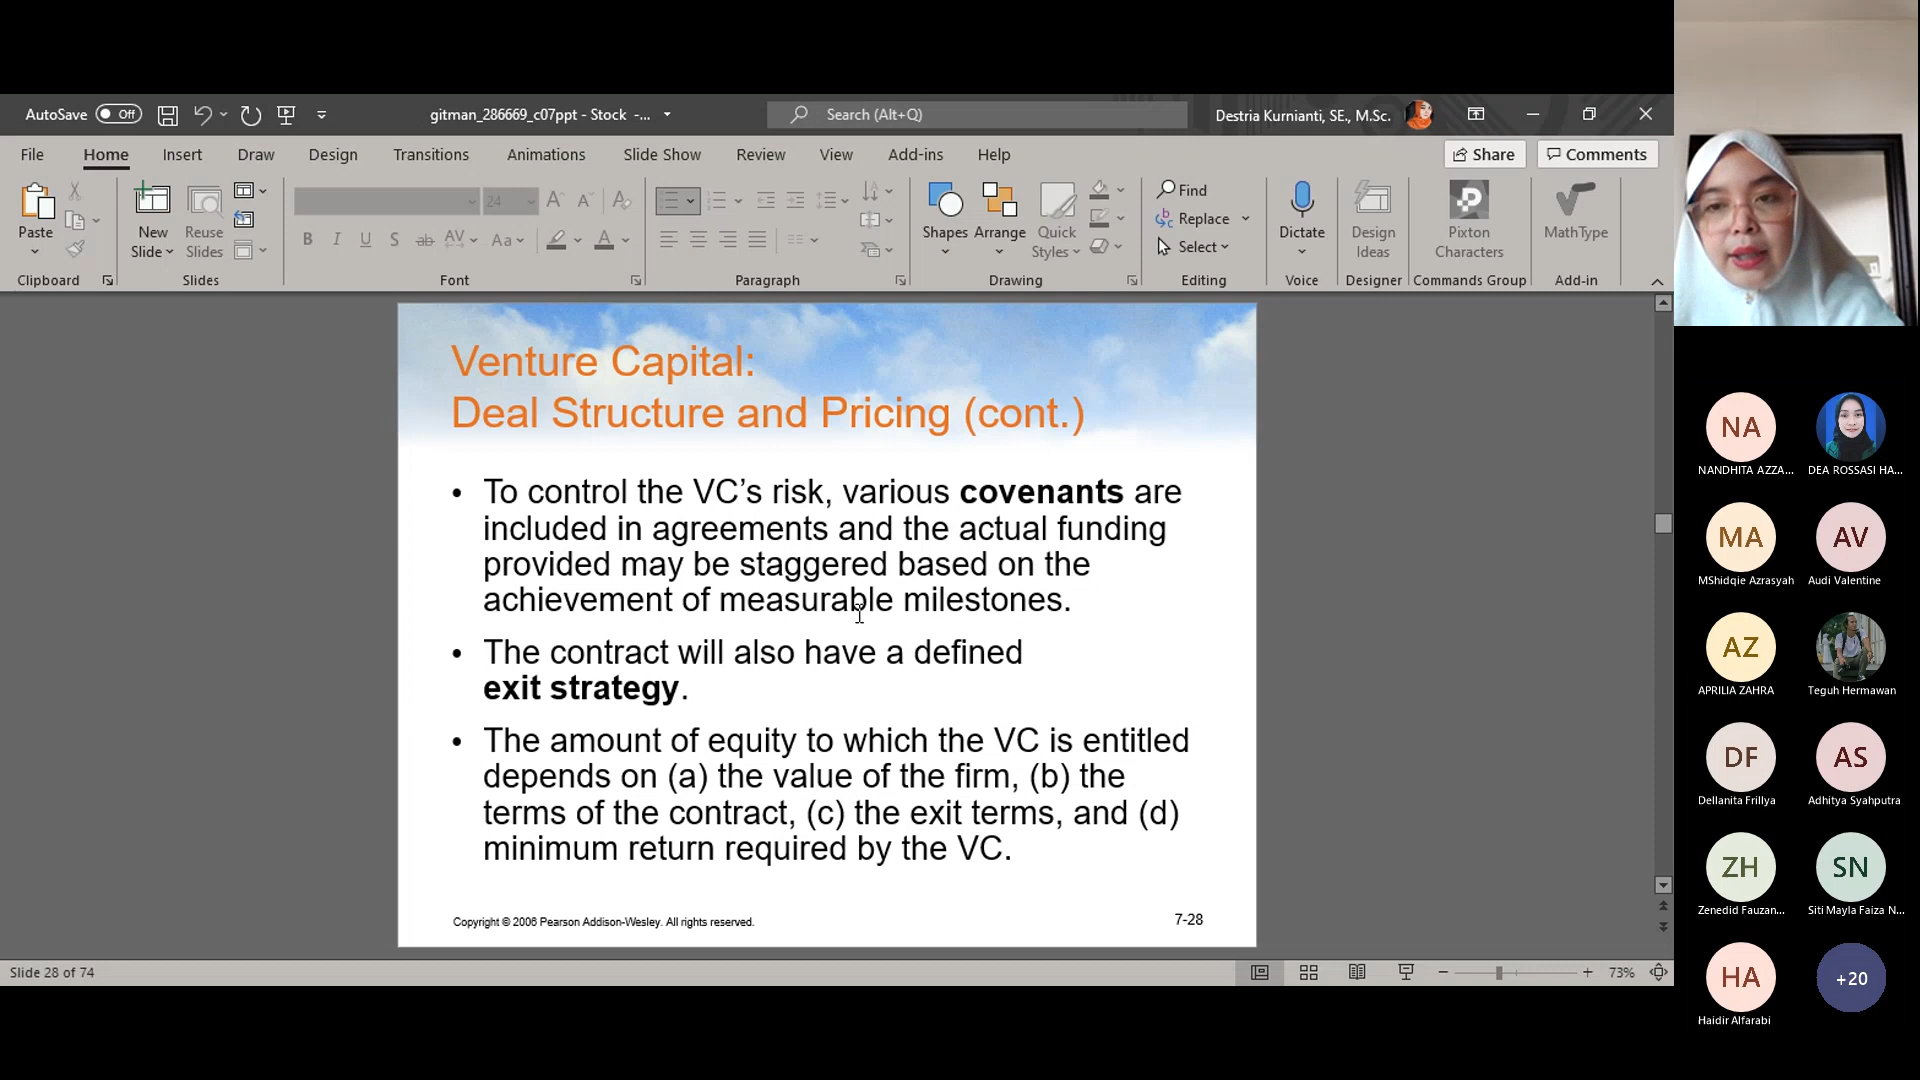 AutoSave Off
gitman_286669_c07ppt - Stock -...
Search (Alt+Q)
Destria Kurnianti, SE., M.Sc.
File Home Insert Draw Design Transitions Animations Slide Show Review View Add-ins Help
Share Comments
Paste
New Slide
Reuse Slides
24
B I U S ab AV Aa A
Shapes Arrange
Quick Styles
Find
Replace
Select
Dictate
Design Ideas
Pixton Characters
MathType
Clipboard Slides Font Paragraph Drawing Editing Voice Designer Commands Group Add-in
Venture Capital:
Deal Structure and Pricing (cont.)
• To control the VC’s risk, various covenants are
included in agreements and the actual funding
provided may be staggered based on the
achievement of measurable milestones.
• The contract will also have a defined
exit strategy.
• The amount of equity to which the VC is entitled
depends on (a) the value of the firm, (b) the
terms of the contract, (c) the exit terms, and (d)
minimum return required by the VC.
Copyright © 2006 Pearson Addison-Wesley. All rights reserved.
7-28
Slide 28 of 74
73%
NA
NANDHITA AZZA...
DEA ROSSASI HA...
MA
MShidqie Azrasyah
AV
Audi Valentine
AZ
APRILIA ZAHRA
Teguh Hermawan
DF
Dellanita Frillya
AS
Adhitya Syahputra
ZH
Zenedid Fauzan...
SN
Siti Mayla Faiza N...
HA
Haidir Alfarabi
+20